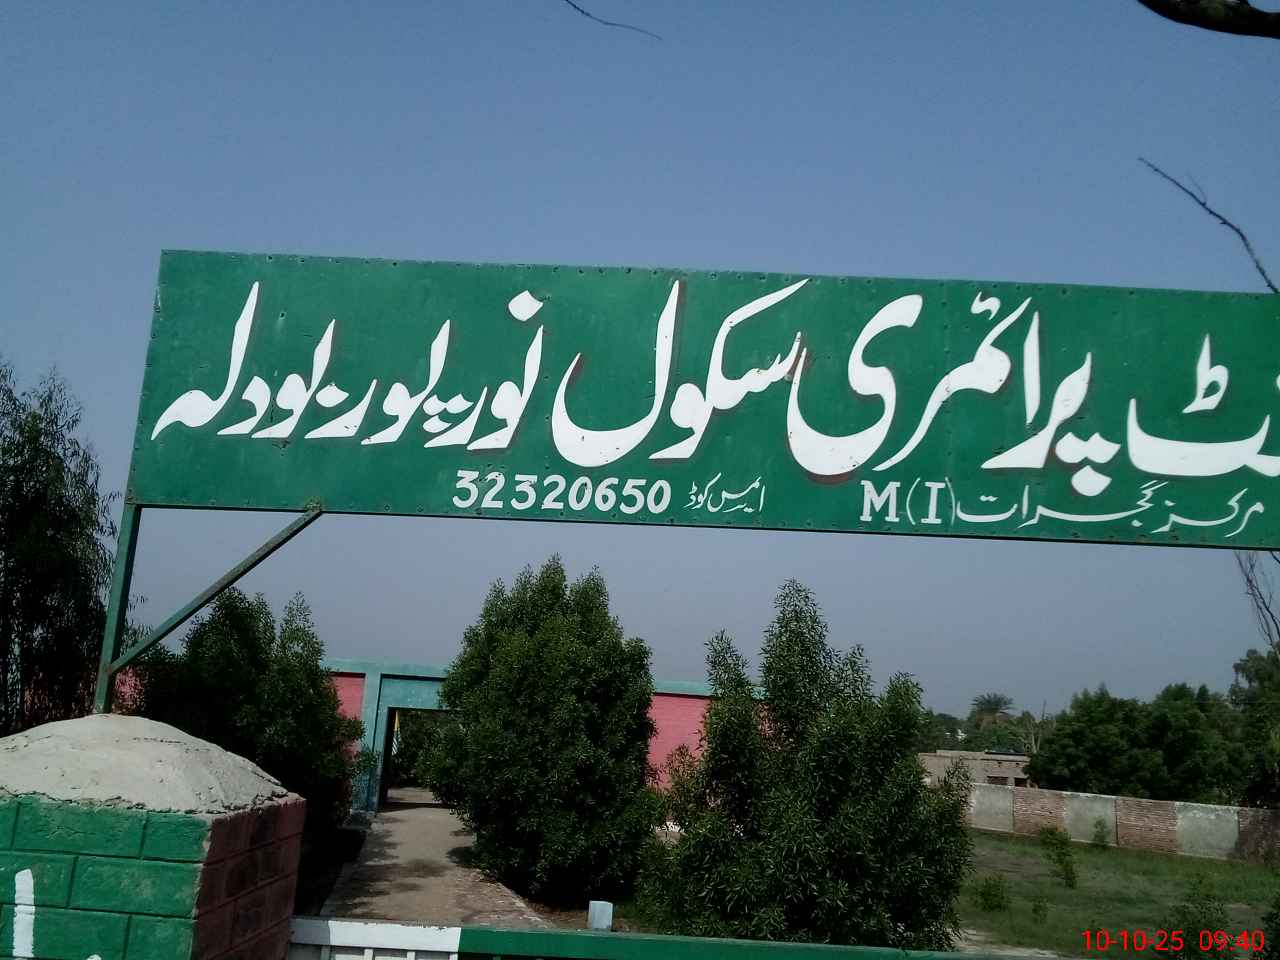 پرائمری سکول نور پور بودلہ
مرکز گجرات M(I) ایمس کوڈ 32320650
10-10-25 09:40